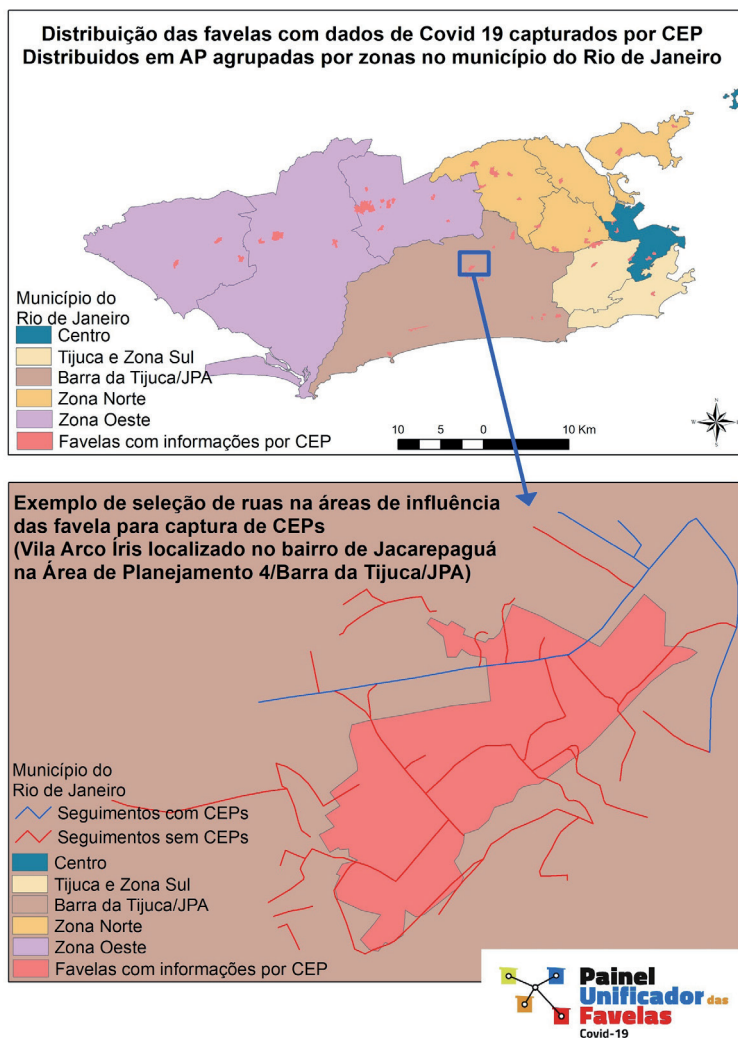 Distribuição das favelas com dados de Covid 19 capturados por CEP
Distribuidos em AP agrupadas por zonas no município do Rio de Janeiro
Município do
Rio de Janeiro
Centro
Tijuca e Zona Sul
Barra da Tijuca/JPA
Zona Norte
Zona Oeste
Favelas com informações por CEP
10 5 0 10 Km
N
W
S
Exemplo de seleção de ruas na áreas de influência
das favela para captura de CEPs
(Vila Arco Íris localizado no bairro de Jacarepaguá
na Área de Planejamento 4/Barra da Tijuca/JPA)
Município do
Rio de Janeiro
Seguimentos com CEPs
Seguimentos sem CEPs
Centro
Tijuca e Zona Sul
Barra da Tijuca/JPA
Zona Norte
Zona Oeste
Favelas com informações por CEP
Painel
Unificador das
Favelas
Covid-19